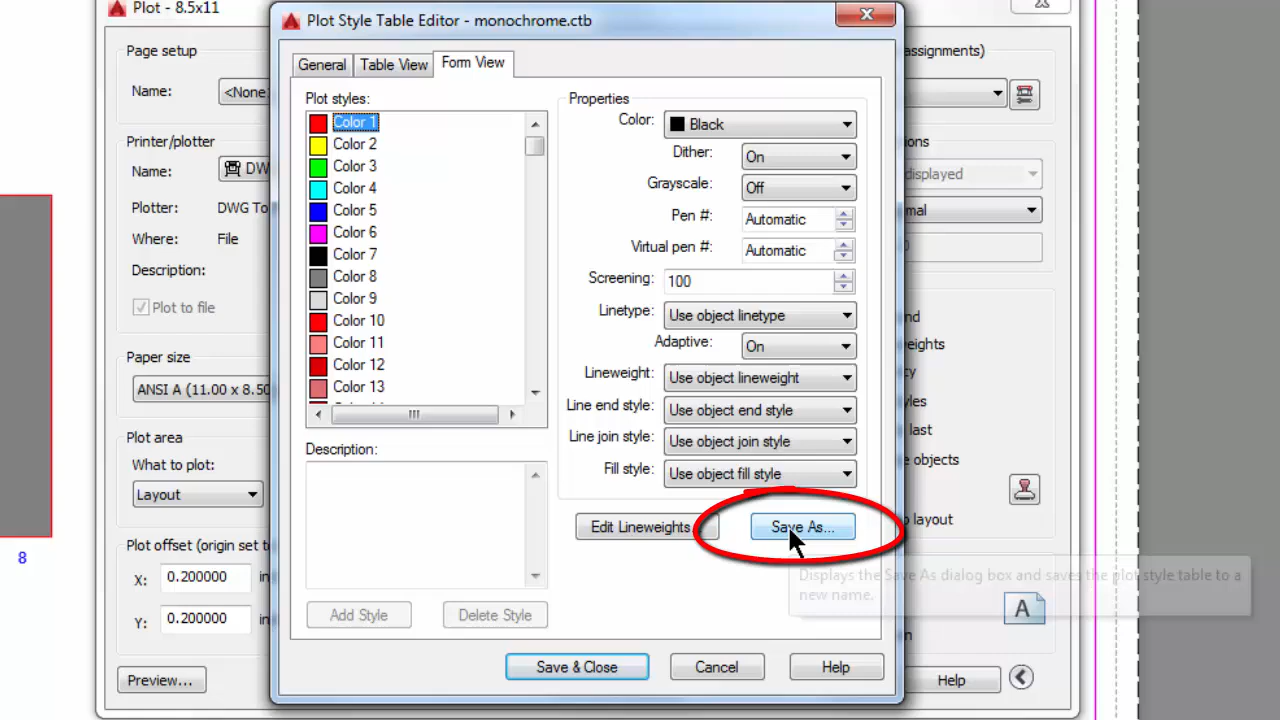 Plot - 8.5x11
Plot Style Table Editor - monochrome.ctb
Page setup
Name:
<None
Printer/plotter
Name:
DW
Plotter:
DWG To
Where:
File
Description:
Plot to file
Paper size
ANSI A (11.00 x 8.50
Plot area
What to plot:
Layout
Plot offset (origin set t
X:
0.200000
in
Y:
0.200000
in
Preview...
8
General
Table View
Form View
Plot styles:
Color 1
Color 2
Color 3
Color 4
Color 5
Color 6
Color 7
Color 8
Color 9
Color 10
Color 11
Color 12
Color 13
Description:
Add Style
Delete Style
Properties
Color:
Black
Dither:
On
Grayscale:
Off
Pen #:
Automatic
Virtual pen #:
Automatic
Screening:
100
Linetype:
Use object linetype
Adaptive:
On
Lineweight:
Use object lineweight
Line end style:
Use object end style
Line join style:
Use object join style
Fill style:
Use object fill style
Edit Lineweights
Save As...
Displays the Save As dialog box and saves the plot style table to a
new name.
Save & Close
Cancel
Help
assignments)
ons
displayed
mal
nd
eights
cy
les
last
e objects
o layout
A
n
Help